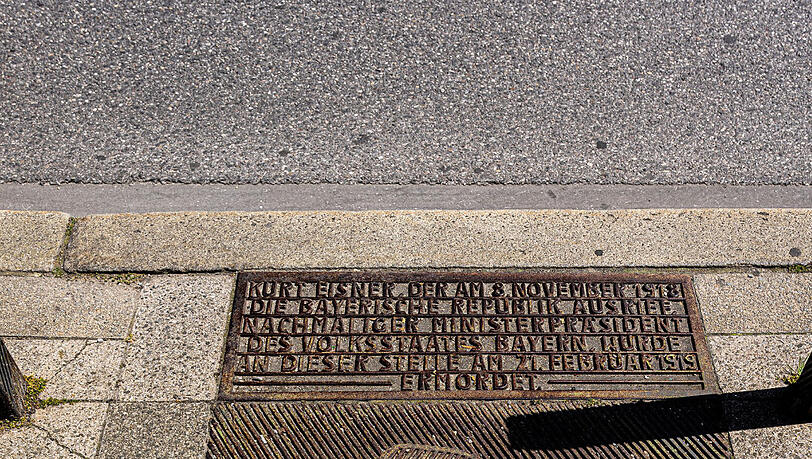 KURT EISNER, DER AM 8. NOVEMBER 1918
DIE BAYERISCHE REPUBLIK AUSRIEF,
NACHMALIGER MINISTERPRÄSIDENT
DES VOLKSSTAATES BAYERN, WURDE
AN DIESER STELLE AM 21. FEBRUAR 1919
ERMORDET.